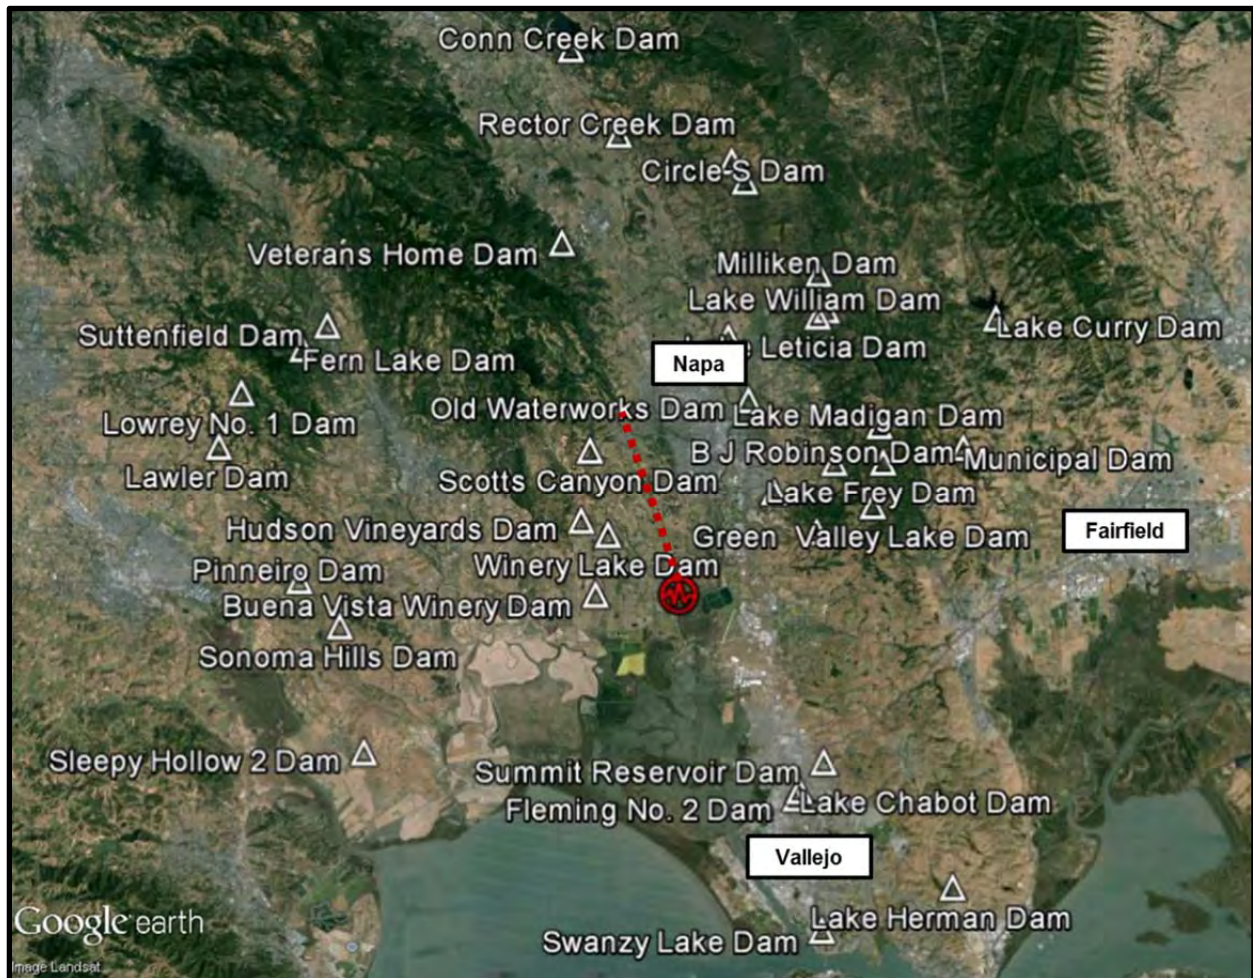 Conn Creek Dam
Rector Creek Dam
Circle-S Dam
Veterans Home Dam
Milliken Dam
Lake William Dam
Lake Curry Dam
Suttenfield Dam
Leticia Dam
Fern Lake Dam
Napa
Old Waterworks Dam
Lake Madigan Dam
Lowrey No. 1 Dam
B J Robinson Dam
Municipal Dam
Lawler Dam
Scotts Canyon Dam
Lake Frey Dam
Hudson Vineyards Dam
Green Valley Lake Dam
Fairfield
Winery Lake Dam
Pinneiro Dam
Buena Vista Winery Dam
Sonoma Hills Dam
Sleepy Hollow 2 Dam
Summit Reservoir Dam
Fleming No. 2 Dam
Lake Chabot Dam
Vallejo
Lake Herman Dam
Swanzy Lake Dam
Google earth
Image Landsat